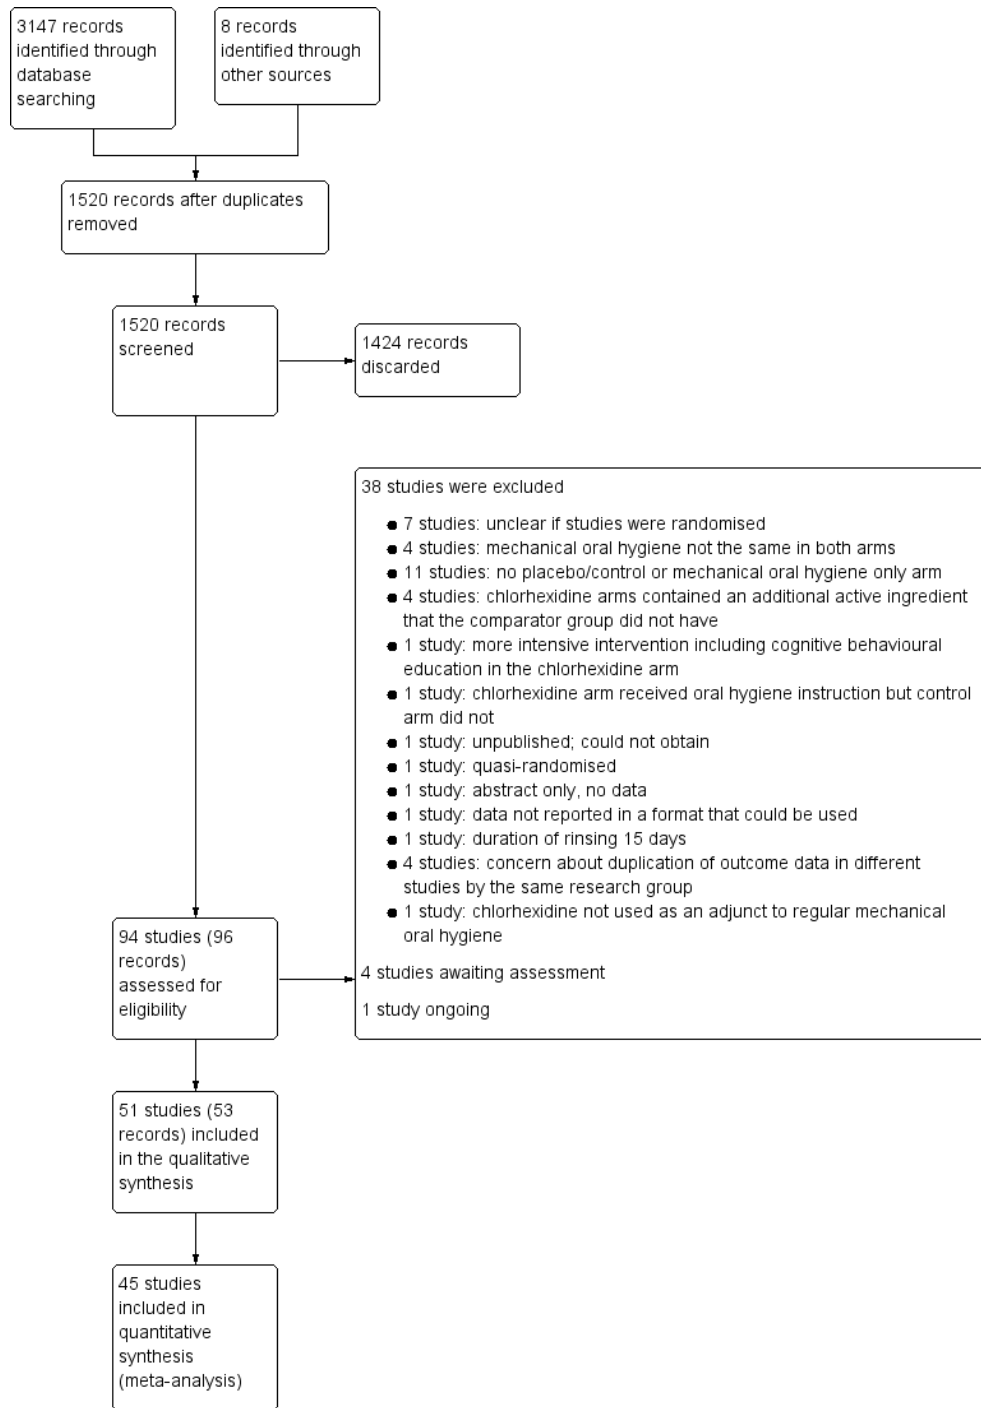 3147 records
identified through
database
searching
8 records
identified through
other sources
1520 records after duplicates
removed
1520 records
screened
1424 records
discarded
38 studies were excluded
● 7 studies: unclear if studies were randomised
● 4 studies: mechanical oral hygiene not the same in both arms
● 11 studies: no placebo/control or mechanical oral hygiene only arm
● 4 studies: chlorhexidine arms contained an additional active ingredient
that the comparator group did not have
● 1 study: more intensive intervention including cognitive behavioural
education in the chlorhexidine arm
● 1 study: chlorhexidine arm received oral hygiene instruction but control
arm did not
● 1 study: unpublished; could not obtain
● 1 study: quasi-randomised
● 1 study: abstract only, no data
● 1 study: data not reported in a format that could be used
● 1 study: duration of rinsing 15 days
● 4 studies: concern about duplication of outcome data in different
studies by the same research group
● 1 study: chlorhexidine not used as an adjunct to regular mechanical
oral hygiene
4 studies awaiting assessment
1 study ongoing
94 studies (96
records)
assessed for
eligibility
51 studies (53
records) included
in the qualitative
synthesis
45 studies
included in
quantitative
synthesis
(meta-analysis)